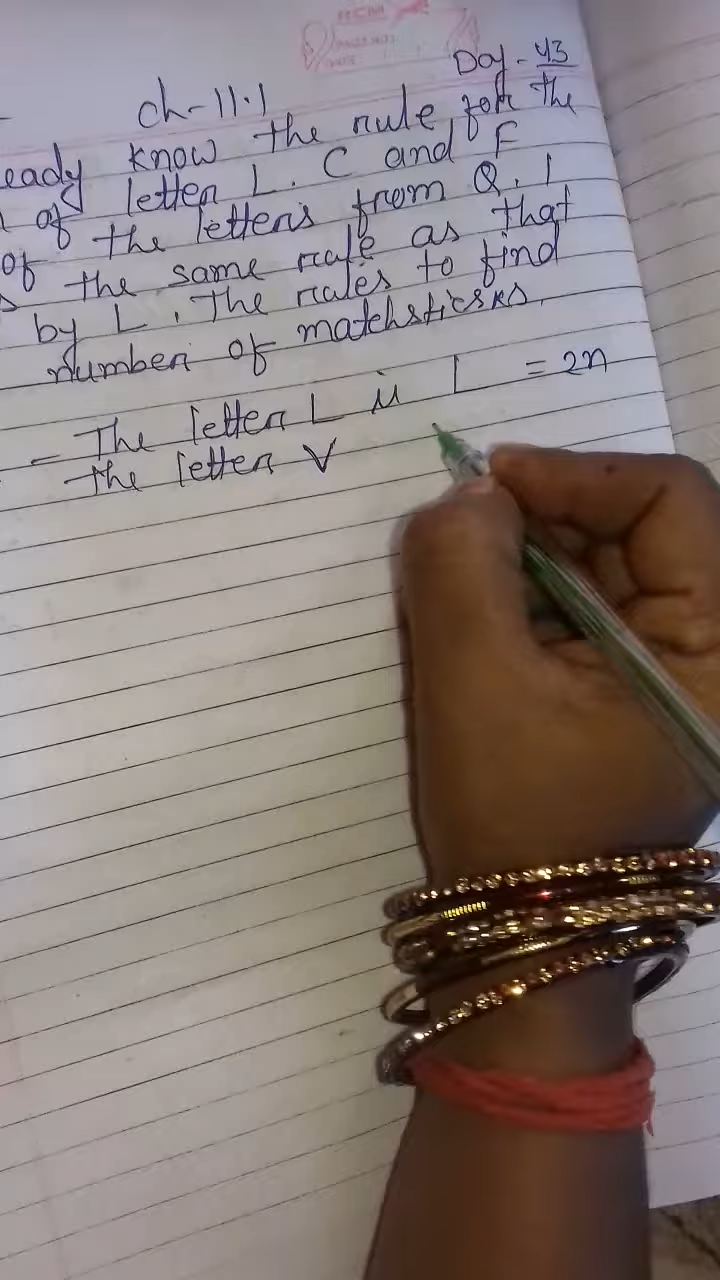 Day - 43
ch-11.1
eady know the rule for the
of letter L. C and F
of the letters from Q. 1
the same rule as that
by L. The rules to find
number of matchsticks.
- The letter L is L = 2n
the letter V